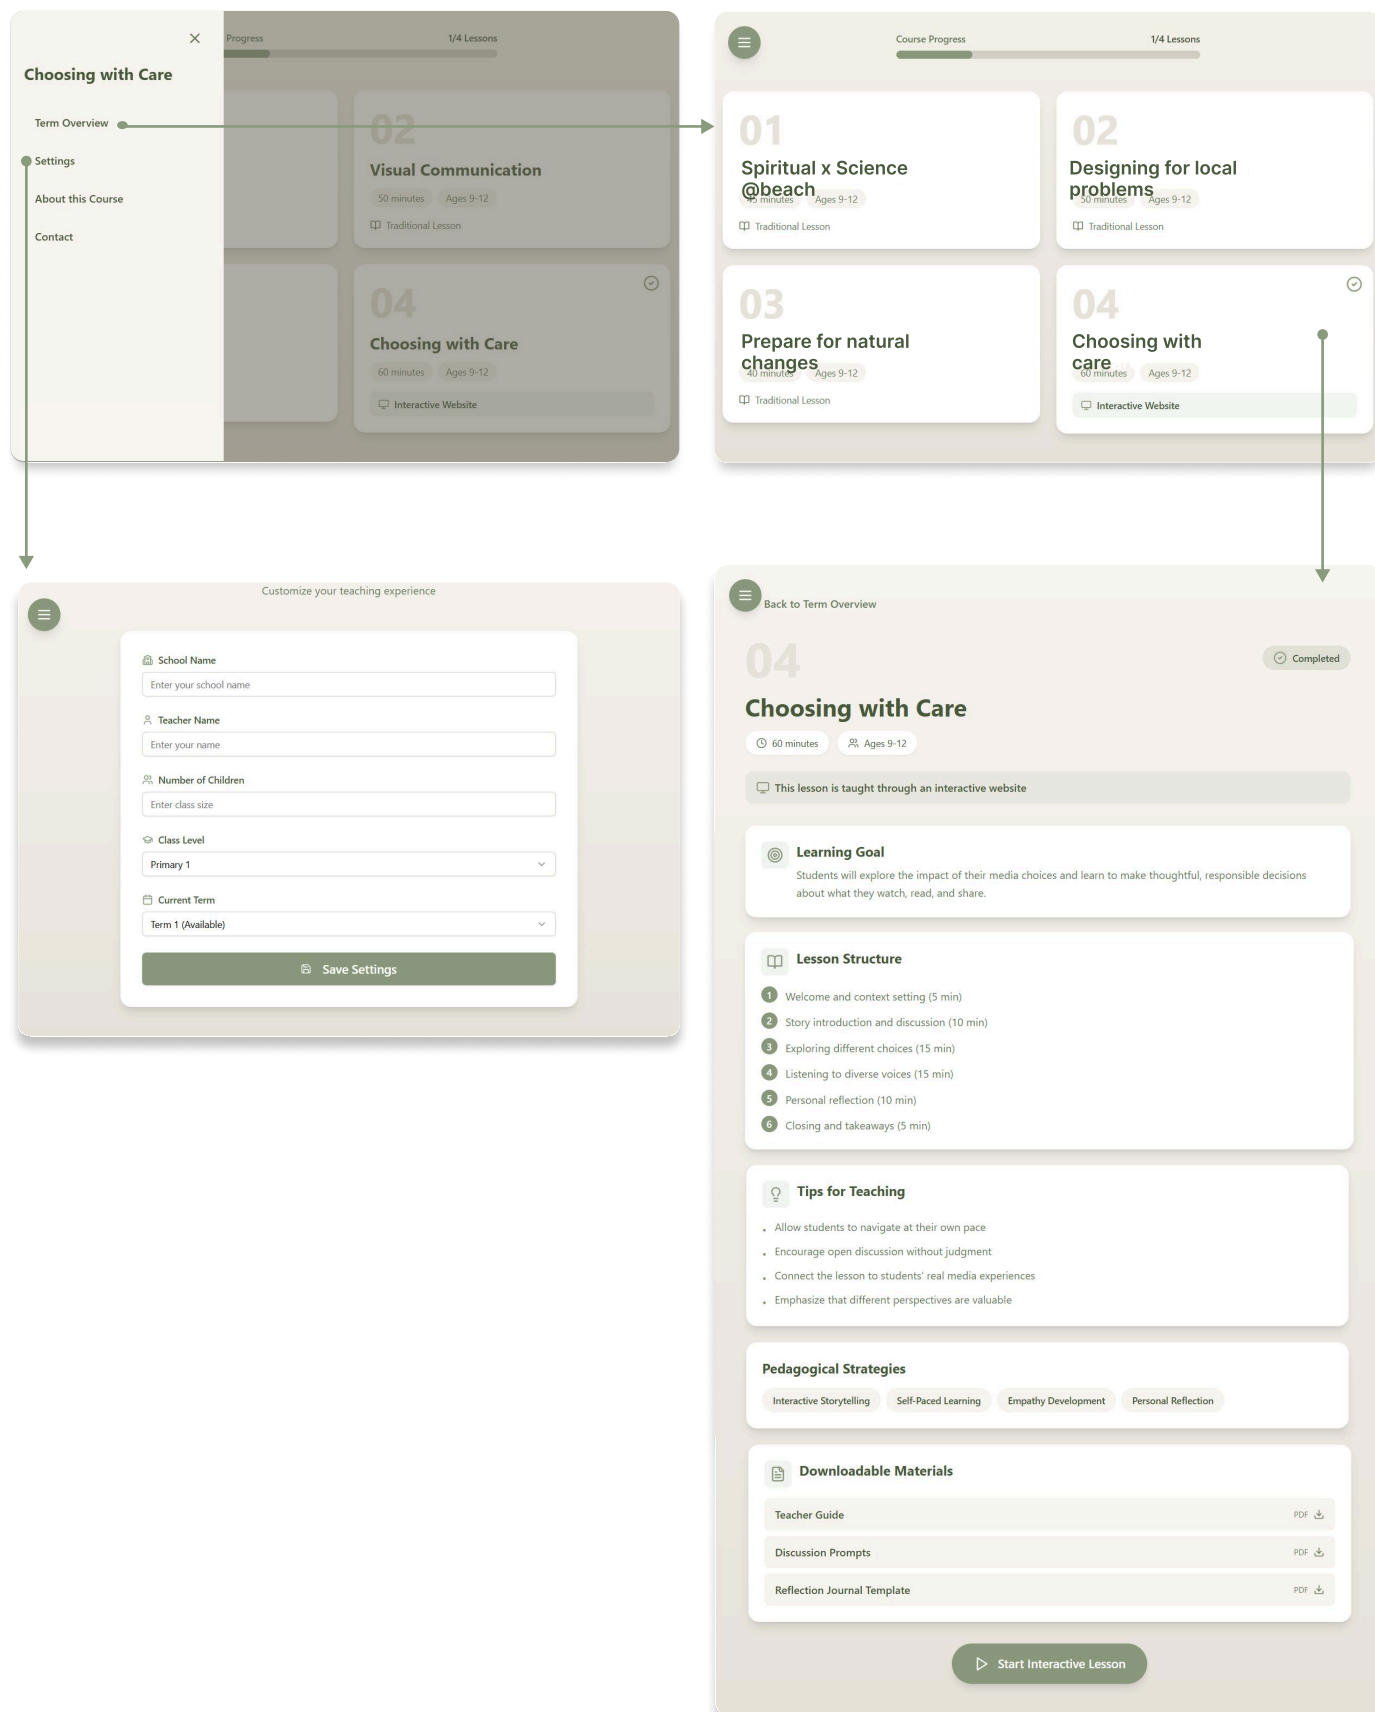 Choosing with Care
Term Overview
Settings
About this Course
Contact
Progress
1/4 Lessons
02
Visual Communication
50 minutes
Ages 9-12
Traditional Lesson
04
Choosing with Care
60 minutes
Ages 9-12
Interactive Website
Course Progress
1/4 Lessons
01
Spiritual x Science
@beach
45 minutes
Ages 9-12
Traditional Lesson
02
Designing for local
problems
50 minutes
Ages 9-12
Traditional Lesson
03
Prepare for natural
changes
40 minutes
Ages 9-12
Traditional Lesson
04
Choosing with
care
60 minutes
Ages 9-12
Interactive Website
Customize your teaching experience
School Name
Enter your school name
Teacher Name
Enter your name
Number of Children
Enter class size
Class Level
Primary 1
Current Term
Term 1 (Available)
Save Settings
Back to Term Overview
04
Completed
Choosing with Care
60 minutes
Ages 9-12
This lesson is taught through an interactive website
Learning Goal
Students will explore the impact of their media choices and learn to make thoughtful, responsible decisions
about what they watch, read, and share.
Lesson Structure
1 Welcome and context setting (5 min)
2 Story introduction and discussion (10 min)
3 Exploring different choices (15 min)
4 Listening to diverse voices (15 min)
5 Personal reflection (10 min)
6 Closing and takeaways (5 min)
Tips for Teaching
• Allow students to navigate at their own pace
• Encourage open discussion without judgment
• Connect the lesson to students' real media experiences
• Emphasize that different perspectives are valuable
Pedagogical Strategies
Interactive Storytelling
Self-Paced Learning
Empathy Development
Personal Reflection
Downloadable Materials
Teacher Guide
PDF
Discussion Prompts
PDF
Reflection Journal Template
PDF
Start Interactive Lesson